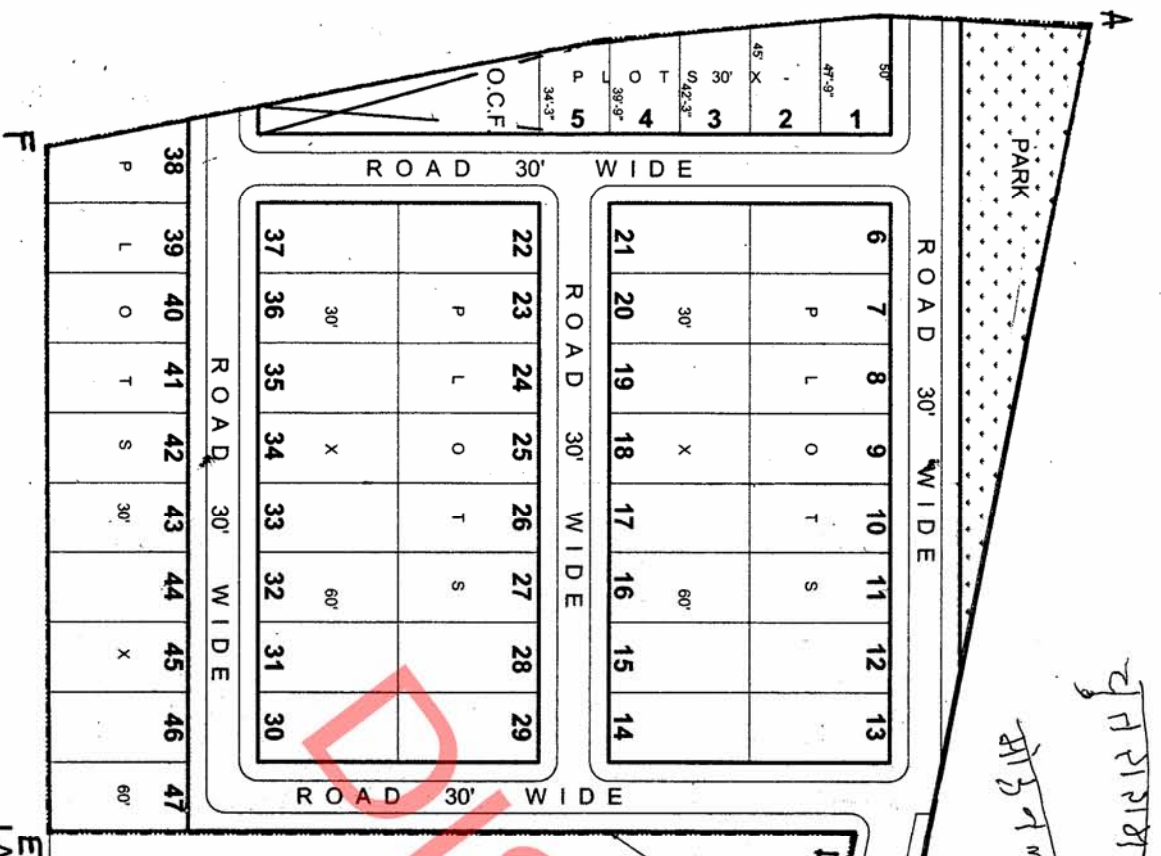 A
PARK
ROAD 30' WIDE
50'
47'-9"
45'
42'-3"
39'-9"
34'-3"
PLOTS 30' X -
1
2
3
4
5
O.C.F
ROAD 30' WIDE
6 7 8 9 10 11 12 13
PLOTS
30' X 60'
21 20 19 18 17 16 15 14
ROAD 30' WIDE
22 23 24 25 26 27 28 29
PLOTS
30' X 60'
37 36 35 34 33 32 31 30
ROAD 30' WIDE
ROAD 30' WIDE
38 39 40 41 42 43 44 45 46 47
PLOTS 30' X 60'
F
E